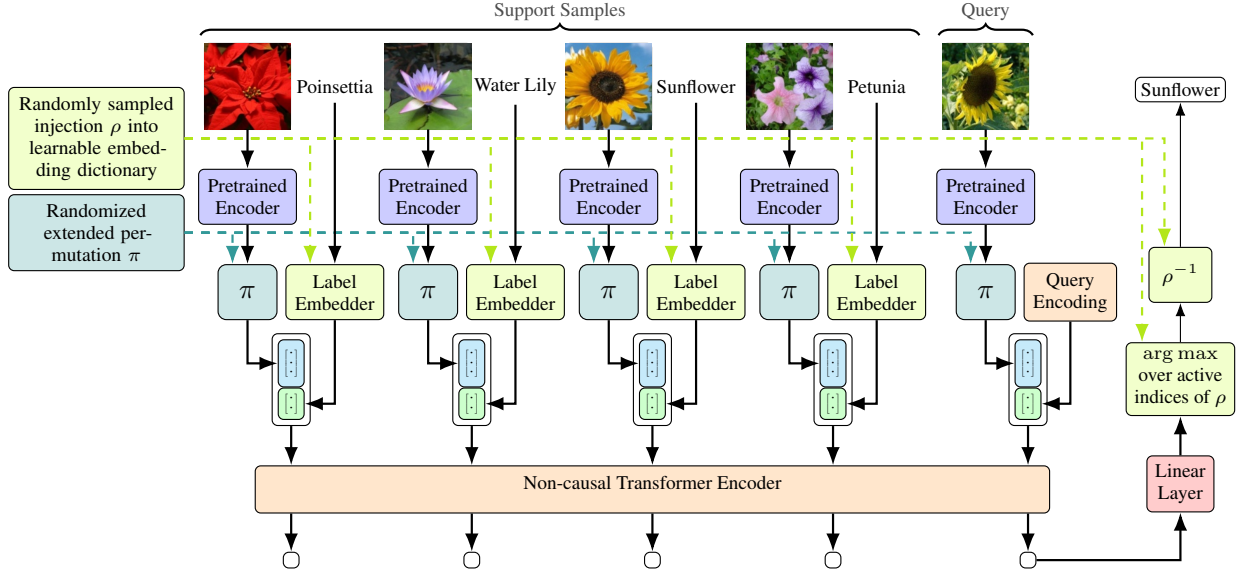 Support Samples
Query
Poinsettia
Water Lily
Sunflower
Petunia
Sunflower
Randomly sampled
injection ρ into
learnable embed-
ding dictionary
Randomized
extended per-
mutation π
Pretrained
Encoder
Pretrained
Encoder
Pretrained
Encoder
Pretrained
Encoder
Pretrained
Encoder
π
Label
Embedder
π
Label
Embedder
π
Label
Embedder
π
Label
Embedder
π
Query
Encoding
ρ⁻¹
[:]
[:]
[:]
[:]
[:]
[:]
[:]
[:]
[:]
[:]
arg max
over active
indices of ρ
Non-causal Transformer Encoder
Linear
Layer